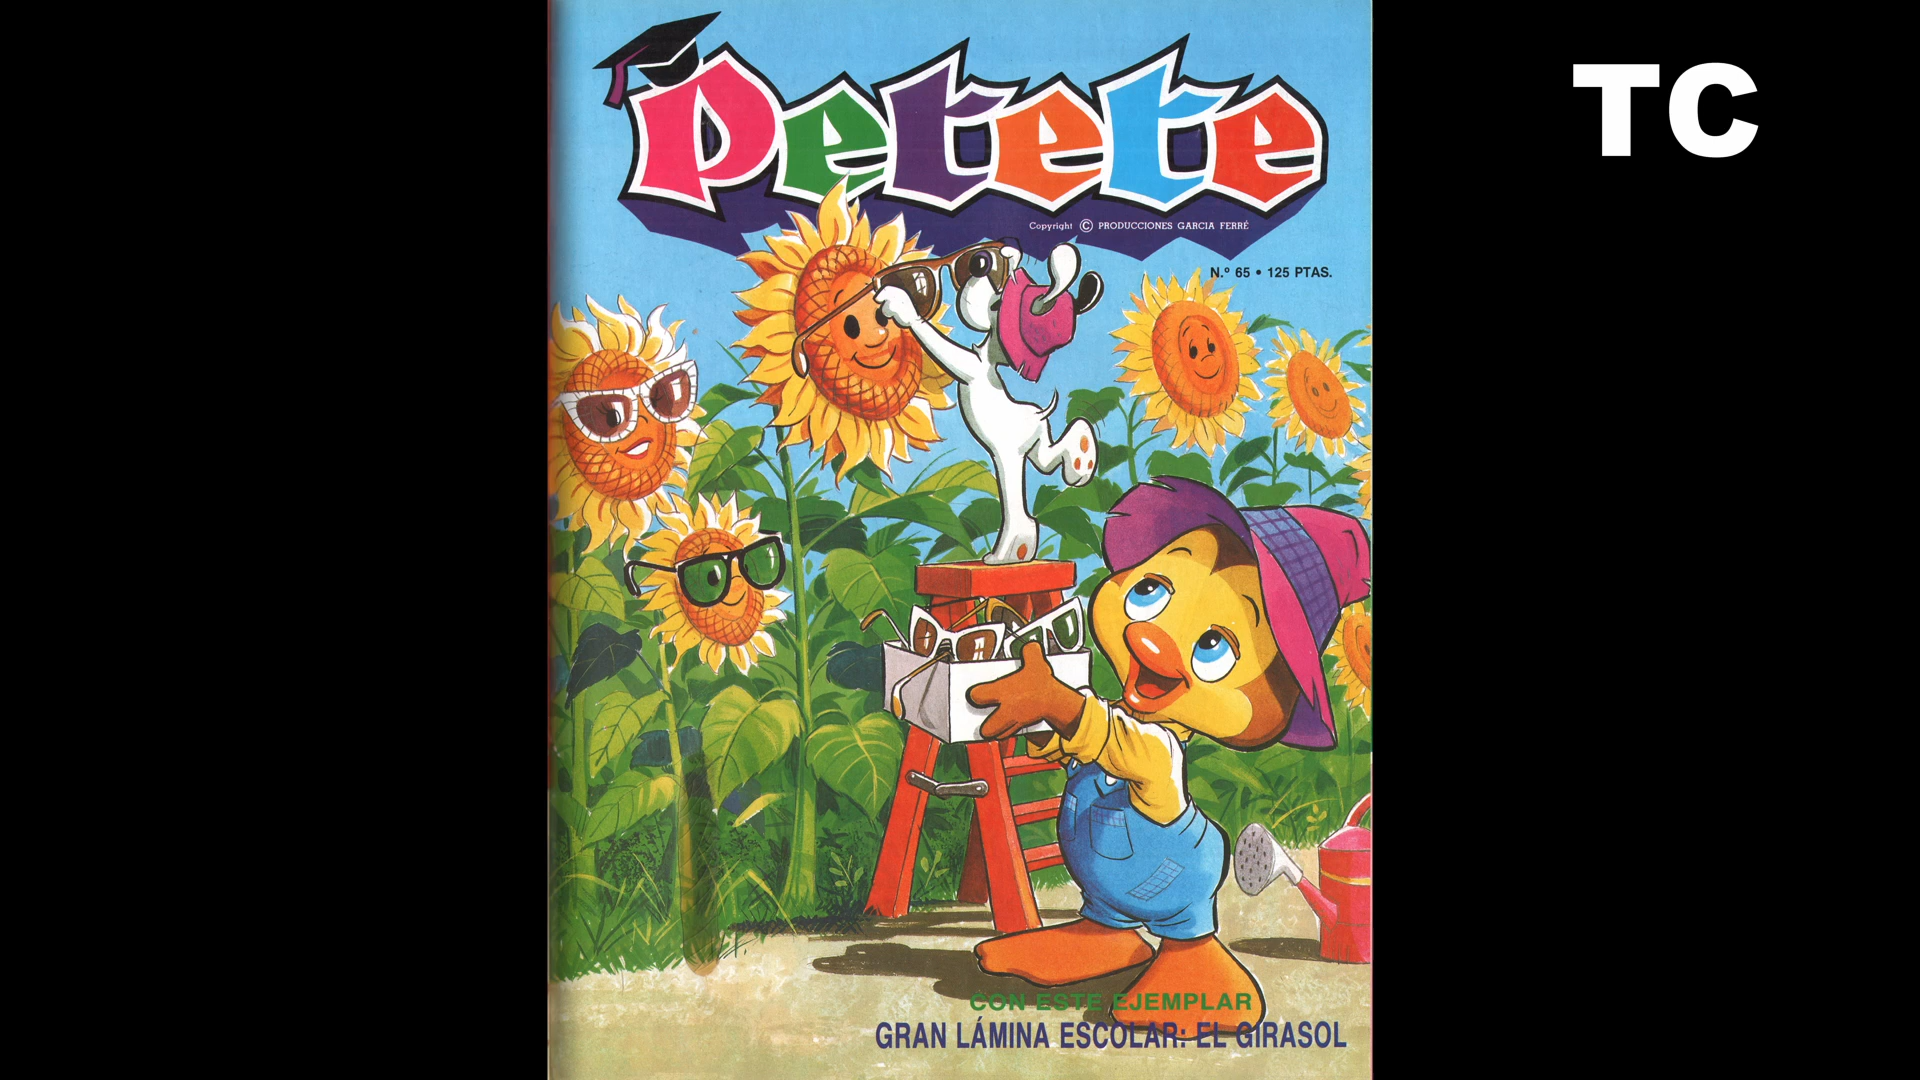 TC
Petete
Copyright © PRODUCCIONES GARCIA FERRÉ
N.º 65 • 125 PTAS.
CON ESTE EJEMPLAR
GRAN LÁMINA ESCOLAR: EL GIRASOL